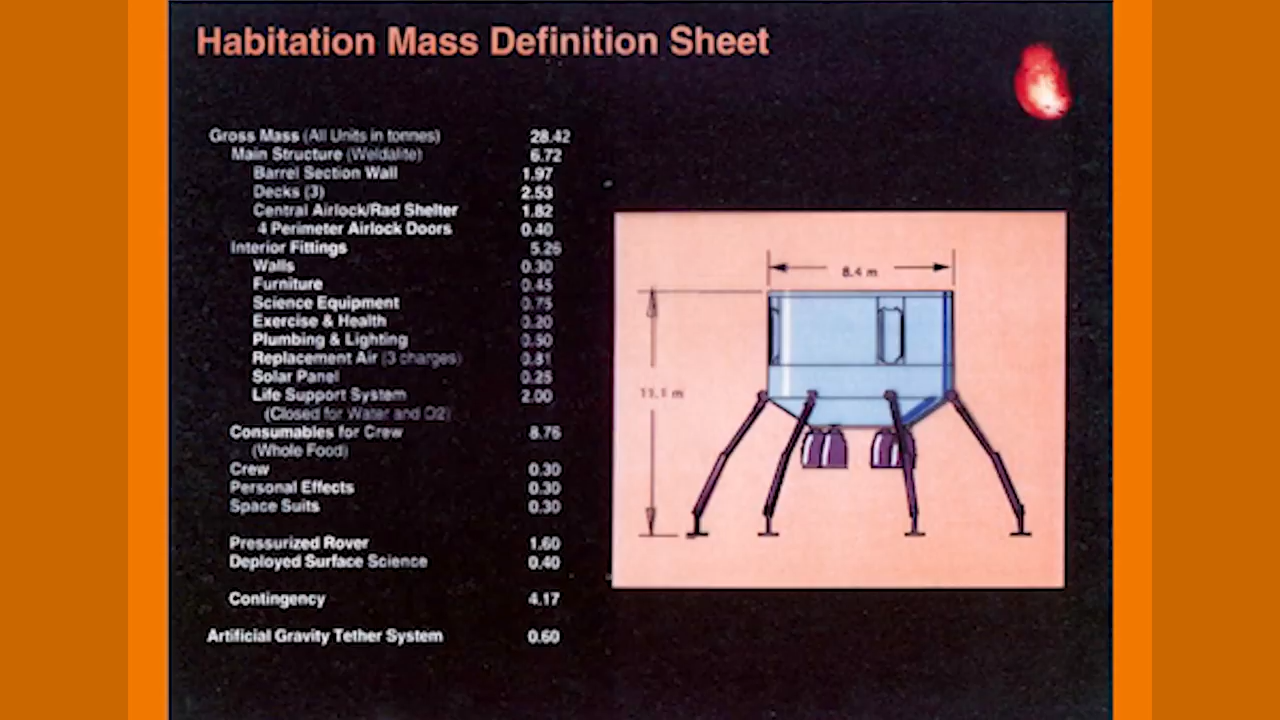 Habitation Mass Definition Sheet
Gross Mass (All Units in tonnes) 28.42
Main Structure (Weldalite) 6.72
Barrel Section Wall 1.97
Decks (3) 2.53
Central Airlock/Rad Shelter 1.82
4 Perimeter Airlock Doors 0.40
Interior Fittings 5.26
Walls 0.30
Furniture 0.45
Science Equipment 0.75
Exercise & Health 0.20
Plumbing & Lighting 0.50
Replacement Air (3 charges) 0.81
Solar Panel 0.25
Life Support System 2.00
(Closed for Water and O2)
Consumables for Crew 8.76
(Whole Food)
Crew 0.30
Personal Effects 0.30
Space Suits 0.30
Pressurized Rover 1.60
Deployed Surface Science 0.40
Contingency 4.17
Artificial Gravity Tether System 0.60
8.4 m
11.1 m